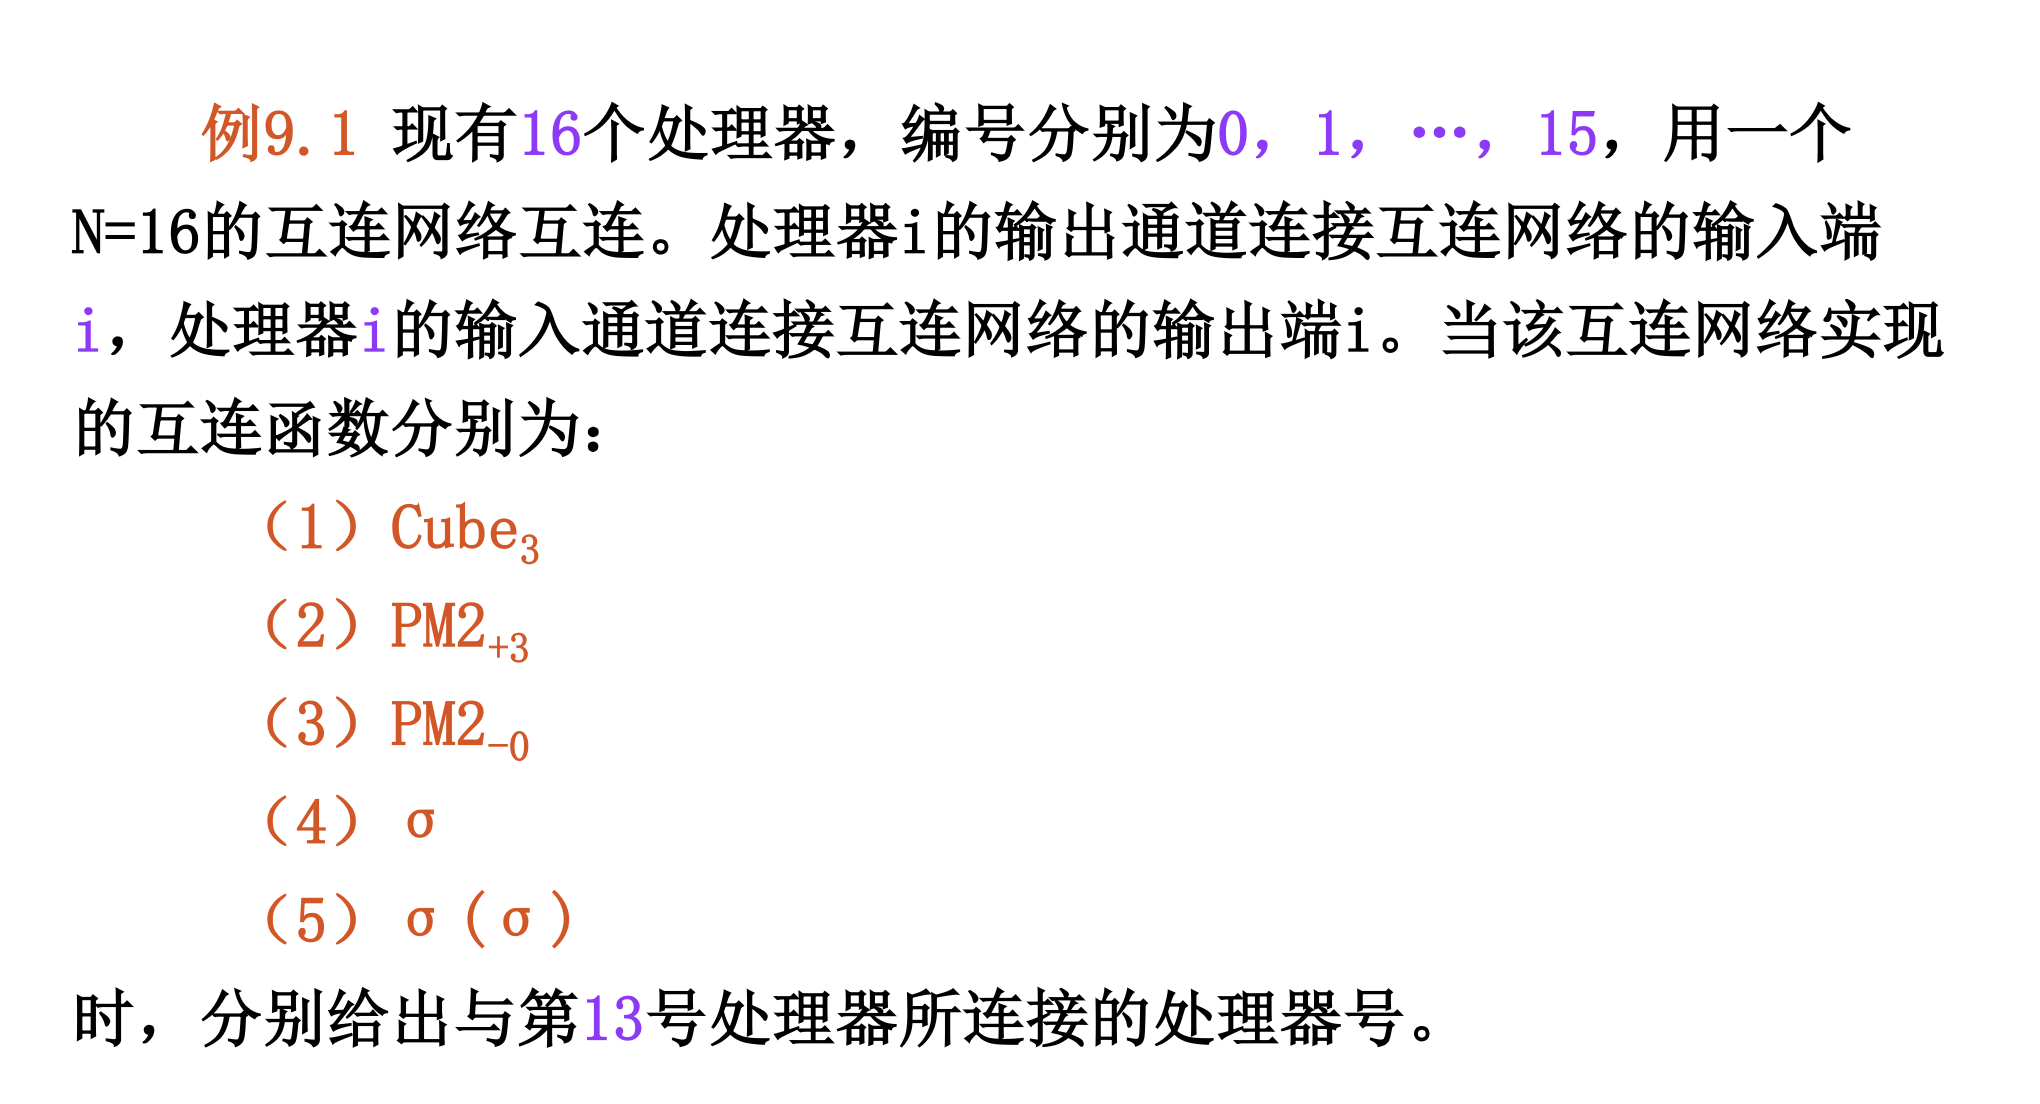 例9.1 现有16个处理器，编号分别为0，1，…，15，用一个
N=16的互连网络互连。处理器i的输出通道连接互连网络的输入端
i，处理器i的输入通道连接互连网络的输出端i。当该互连网络实现
的互连函数分别为：
（1）Cube₃
（2）PM2₊₃
（3）PM2₋₀
（4） σ
（5） σ(σ)
时，分别给出与第13号处理器所连接的处理器号。